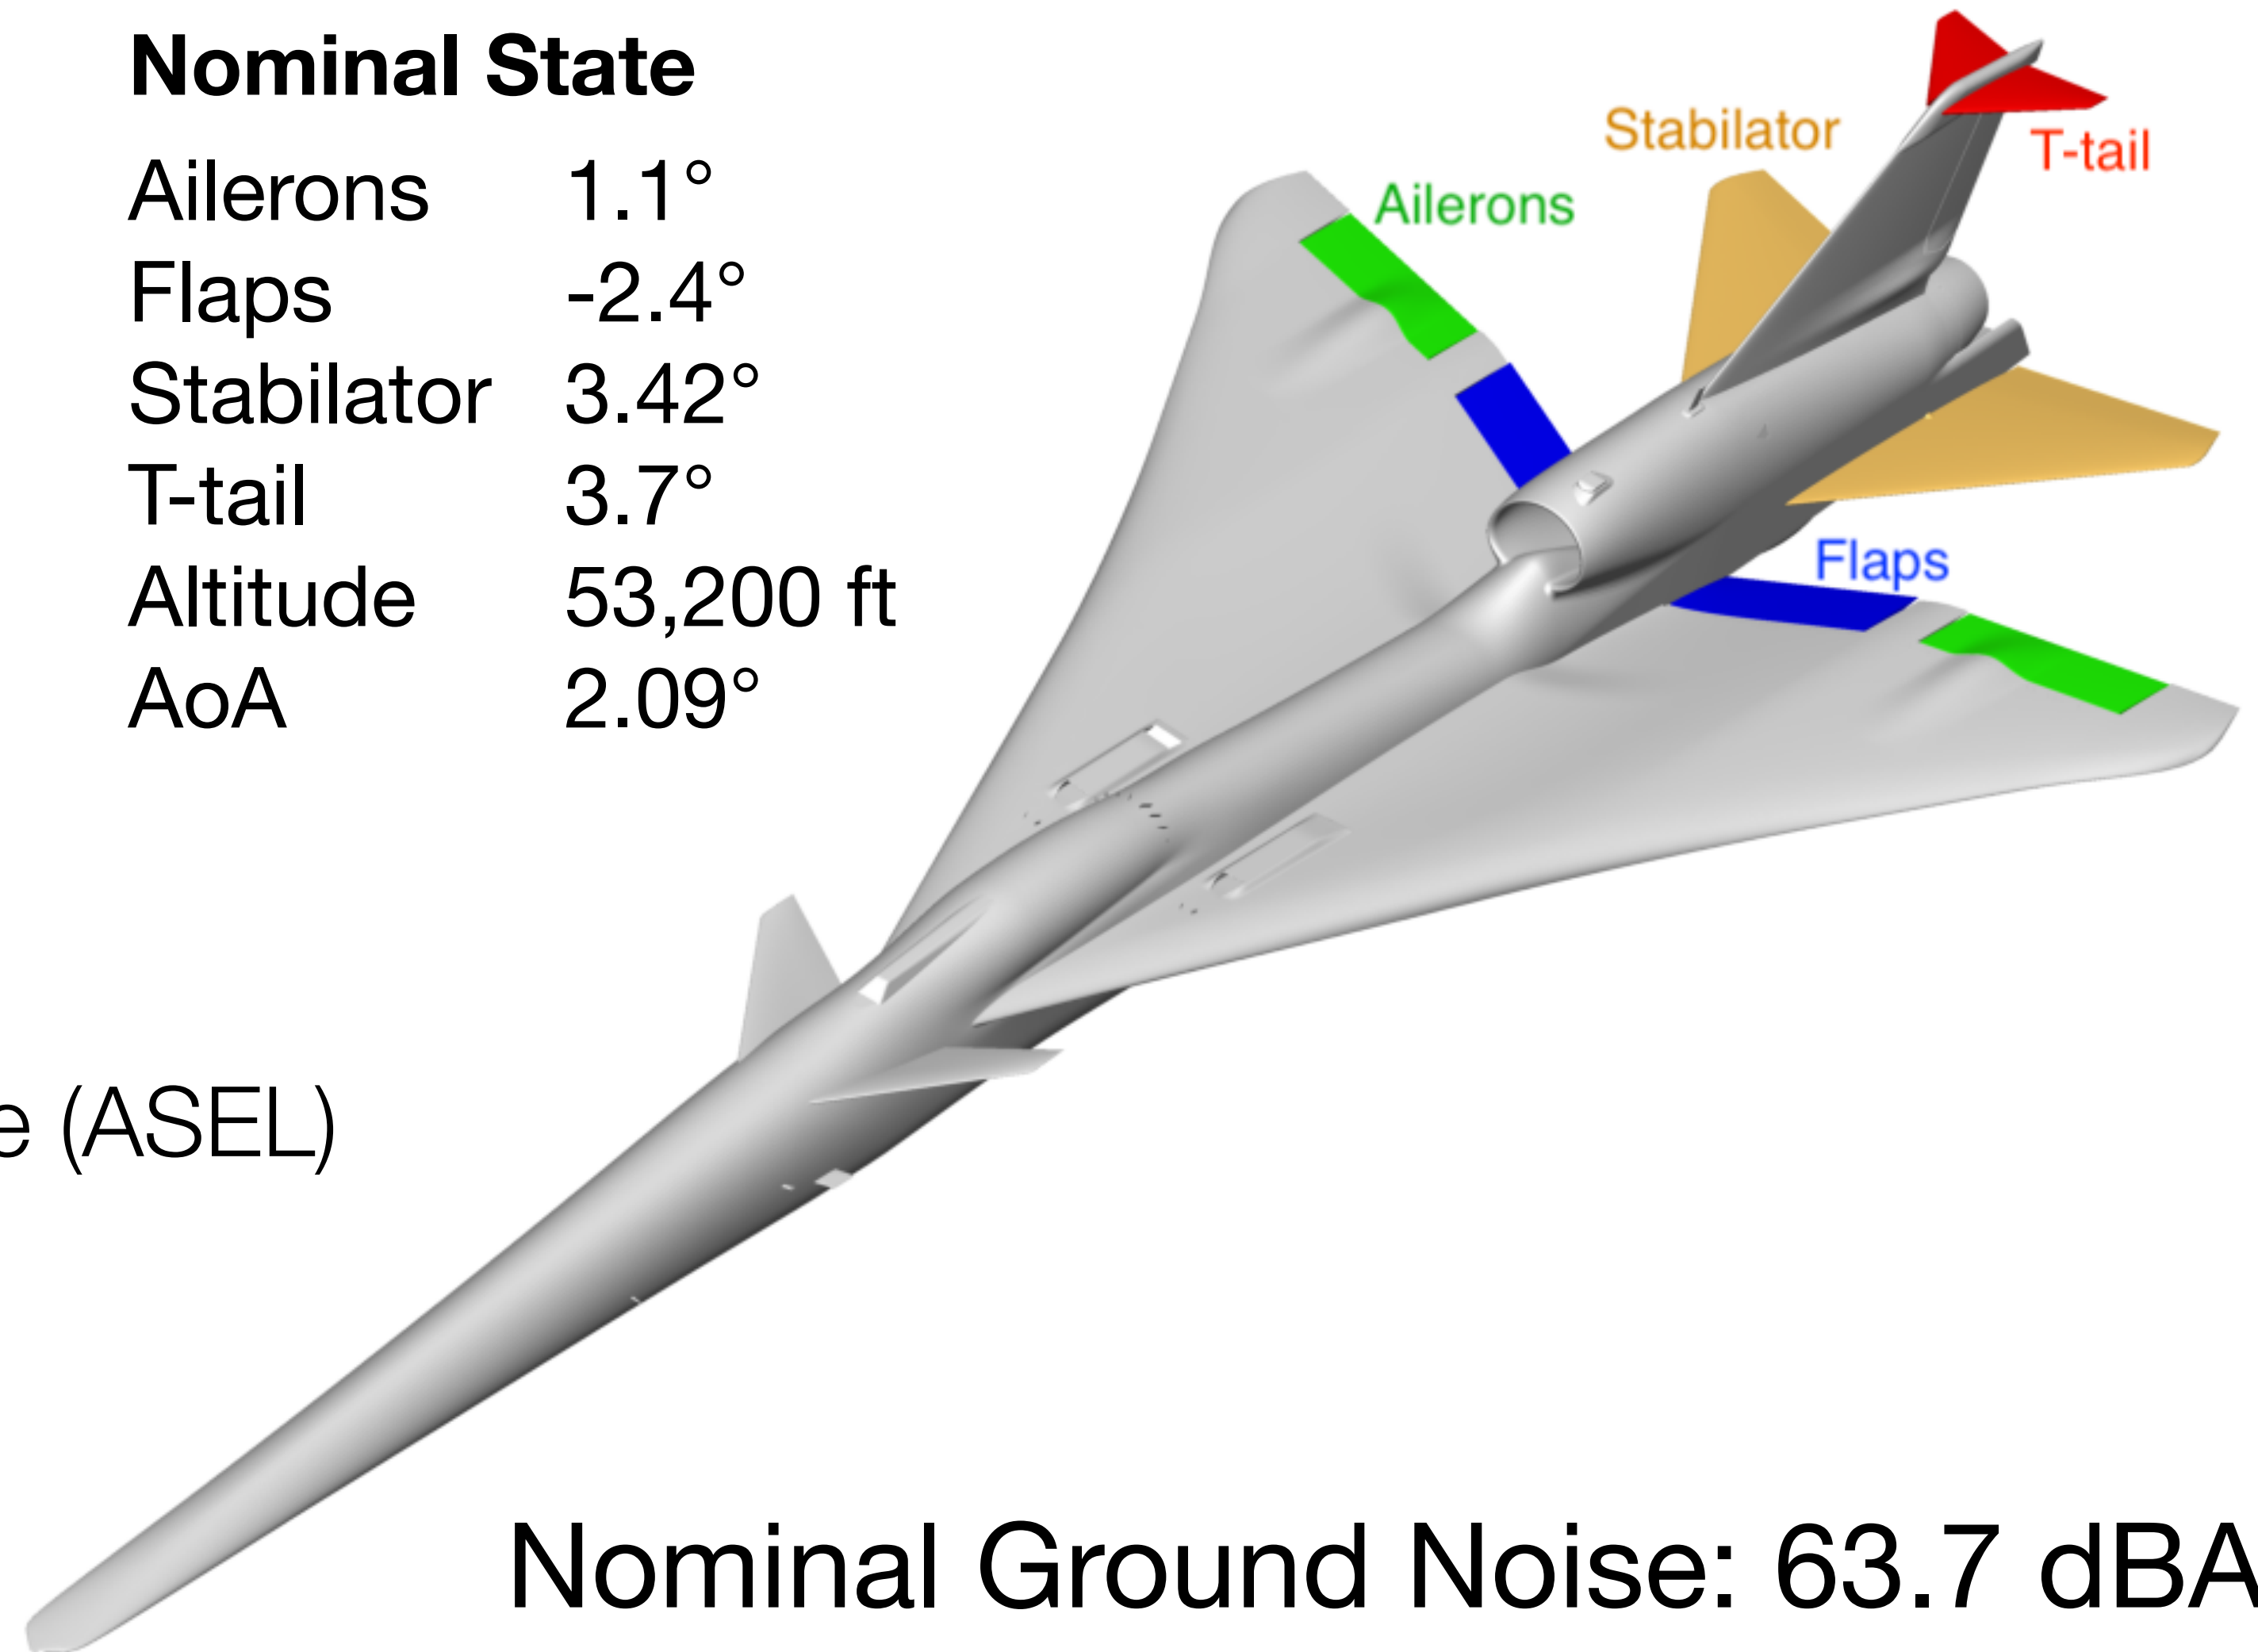 Nominal State
Ailerons 1.1°
Flaps -2.4°
Stabilator 3.42°
T-tail 3.7°
Altitude 53,200 ft
AoA 2.09°
Stabilator
T-tail
Ailerons
Flaps
e (ASEL)
Nominal Ground Noise: 63.7 dBA